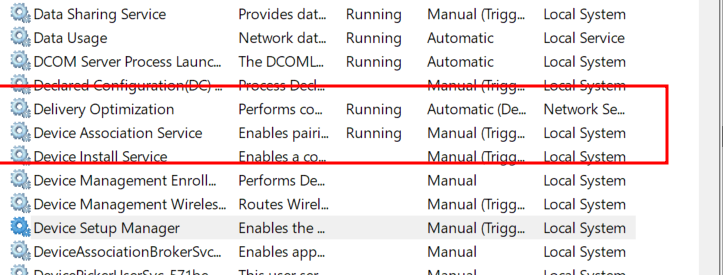 Data Sharing Service Provides dat... Running Manual (Trigg... Local System
Data Usage Network dat... Running Automatic Local Service
DCOM Server Process Launc... The DCOML... Running Automatic Local System
Declared Configuration(DC) ... Process Decl... Manual (Trigg... Local System
Delivery Optimization Performs co... Running Automatic (De... Network Se...
Device Association Service Enables pairi... Running Manual (Trigg... Local System
Device Install Service Enables a co... Manual (Trigg... Local System
Device Management Enroll... Performs De... Manual Local System
Device Management Wireles... Routes Wirel... Manual (Trigg... Local System
Device Setup Manager Enables the ... Manual (Trigg... Local System
DeviceAssociationBrokerSvc... Enables app... Manual Local System
DevicePickerUserSvc_571be... This user ser... Manual Local System